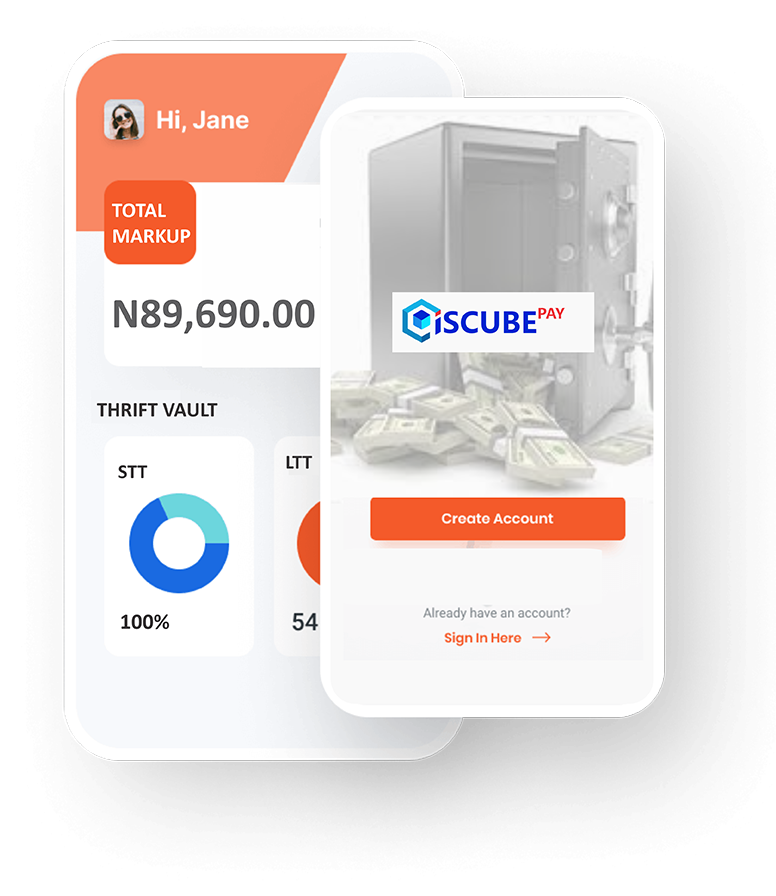 Hi, Jane
TOTAL
MARKUP
N89,690.00
THRIFT VAULT
STT
100%
LTT
54
iSCUBE PAY
Create Account
Already have an account?
Sign In Here